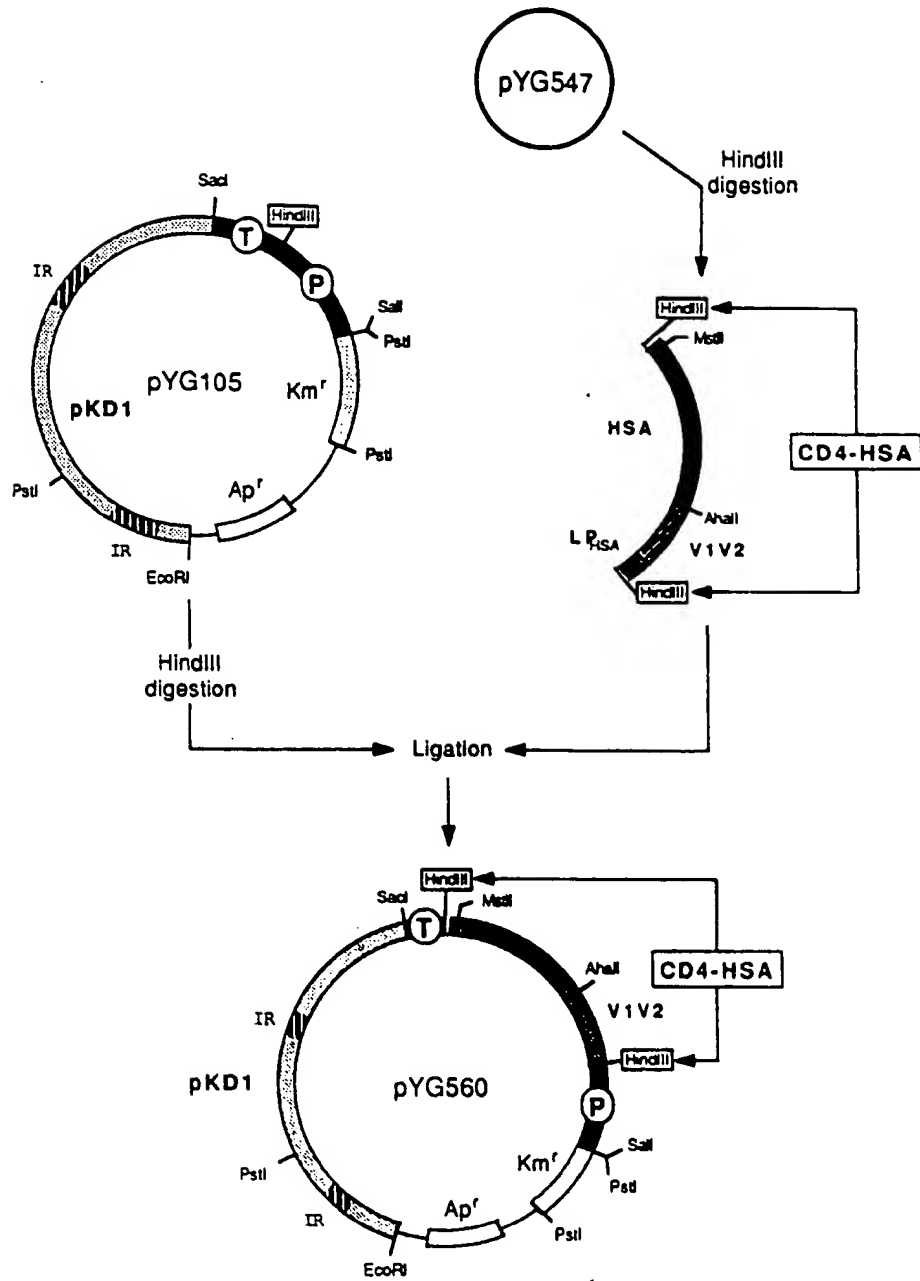 pYG547
HindIII
digestion
SacI
HindIII
T
P
IR
SalI
PstI
pYG105
Kmʳ
pKD1
PstI
PstI
Apʳ
IR
EcoRI
HindIII
MstII
HSA
CD4-HSA
AhaII
LP HSA
V1V2
HindIII
HindIII
digestion
Ligation
HindIII
SacI
MstII
T
AhaII
CD4-HSA
V1V2
IR
HindIII
pKD1
pYG560
P
SalI
Kmʳ
PstI
PstI
IR
Apʳ
PstI
EcoRI